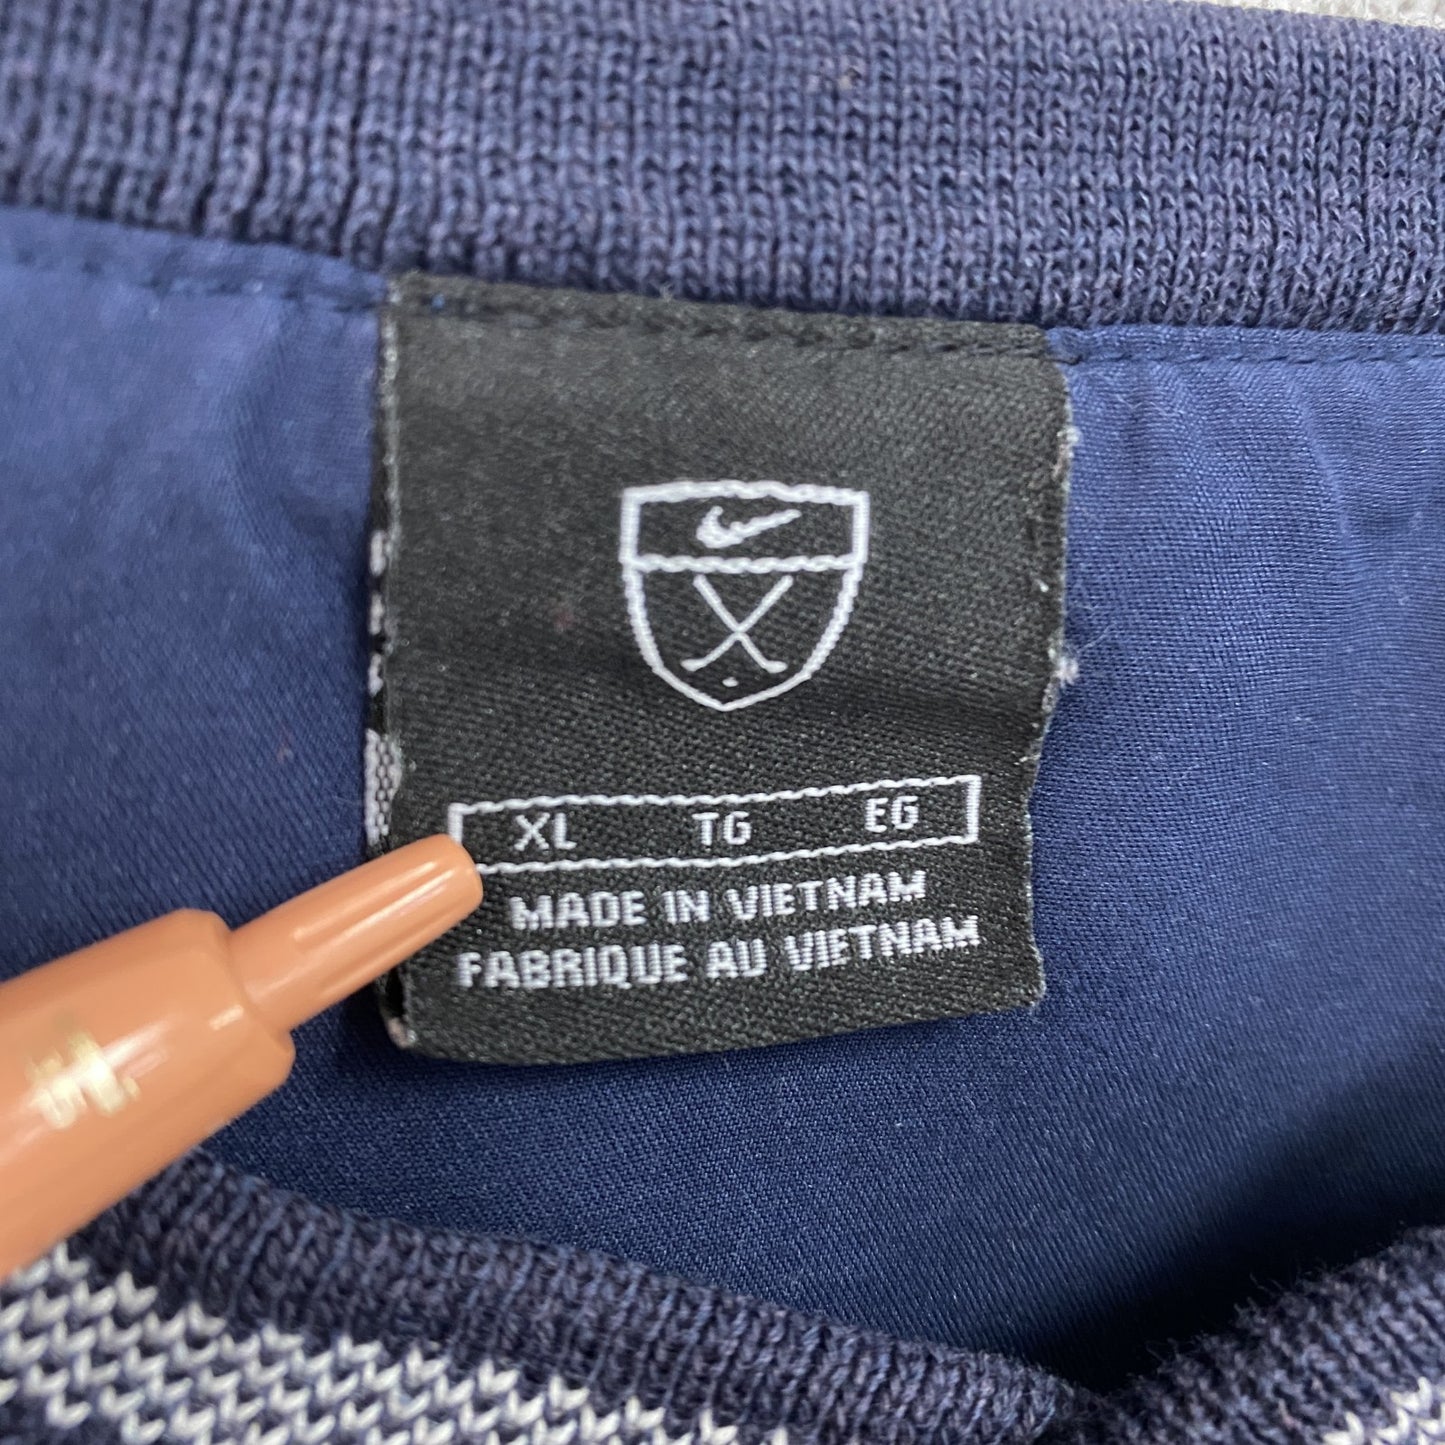 XL TG EG
MADE IN VIETNAM
FABRIQUE AU VIETNAM